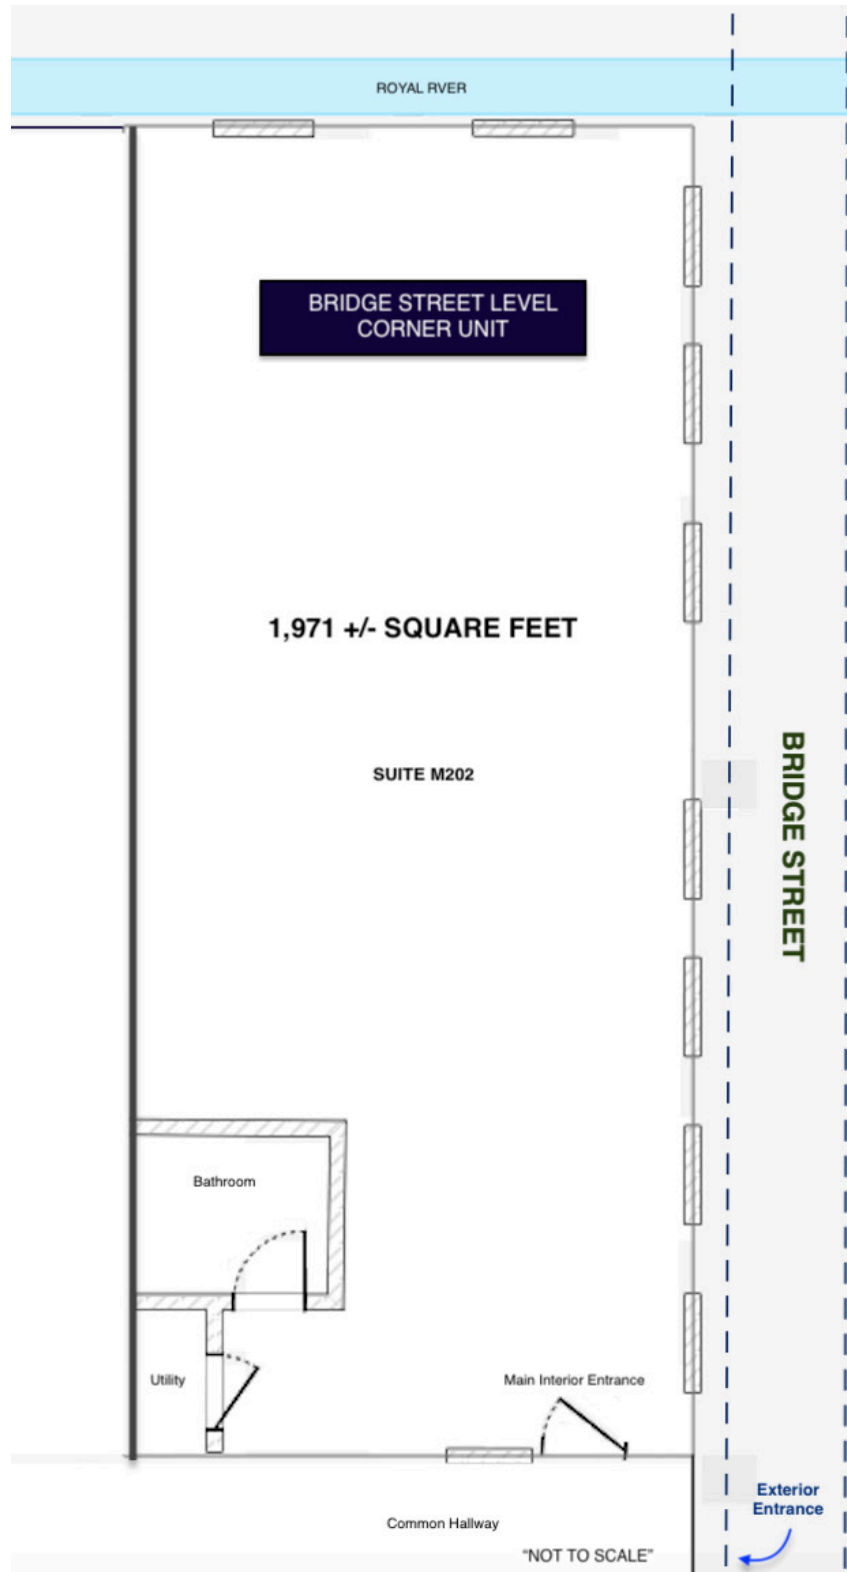 ROYAL RVER
BRIDGE STREET LEVEL
CORNER UNIT
1,971 +/- SQUARE FEET
SUITE M202
BRIDGE STREET
Bathroom
Utility
Main Interior Entrance
Exterior
Entrance
Common Hallway
“NOT TO SCALE”